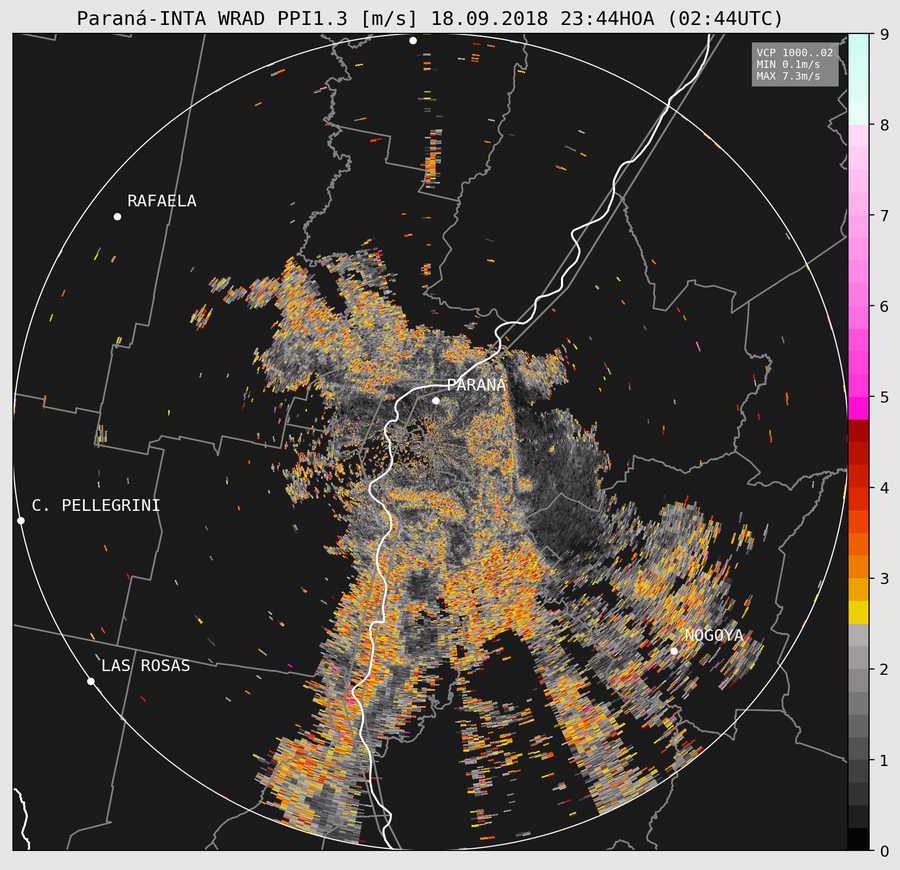 Paraná-INTA WRAD PPI1.3 [m/s] 18.09.2018 23:44HOA (02:44UTC)
VCP 1000..02
MIN 0.1m/s
MAX 7.3m/s
9
8
7
6
5
4
3
2
1
0
RAFAELA
PARANA
C. PELLEGRINI
NOGOYA
LAS ROSAS